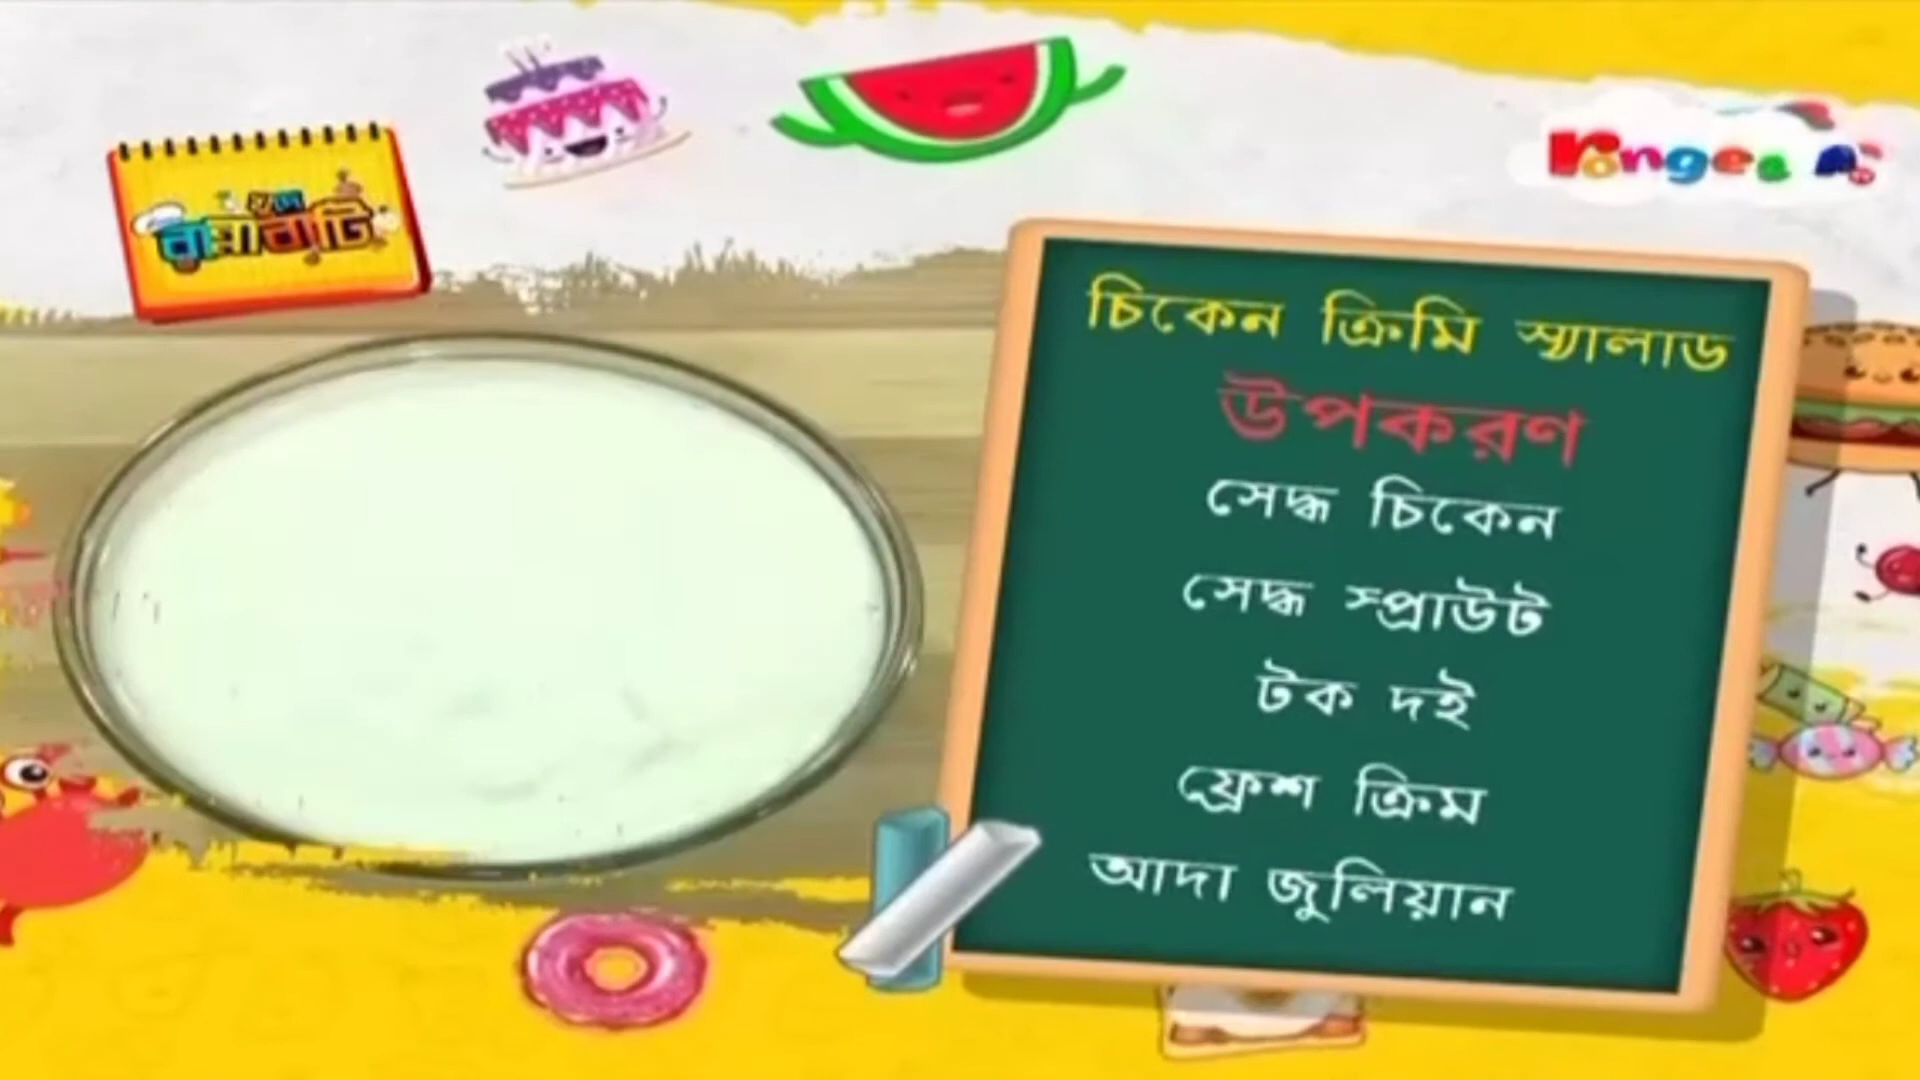 চিকেন ক্রিমি স্যালাড
উপকরণ
সেদ্ধ চিকেন
সেদ্ধ স্প্রাউট
টক দই
ফ্রেশ ক্রিম
আদা জুলিয়ান